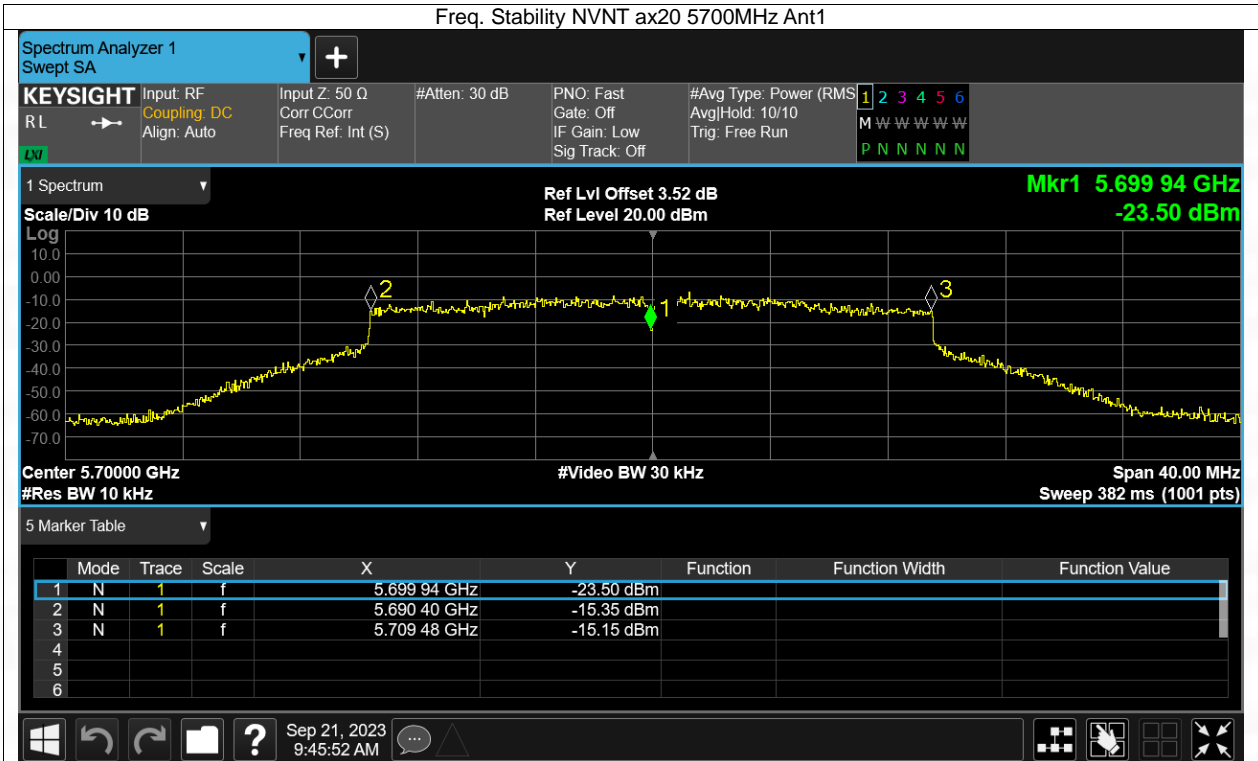 Freq. Stability NVNT ax20 5700MHz Ant1
Spectrum Analyzer 1
Swept SA
+
KEYSIGHT Input: RF Input Z: 50 Ω #Atten: 30 dB PNO: Fast #Avg Type: Power (RMS 1 2 3 4 5 6
R L Coupling: DC Corr CCorr Gate: Off Avg|Hold: 10/10 M W W W W W
Align: Auto Freq Ref: Int (S) IF Gain: Low Trig: Free Run
LXI Sig Track: Off P N N N N N
1 Spectrum Ref Lvl Offset 3.52 dB Mkr1 5.699 94 GHz
Scale/Div 10 dB Ref Level 20.00 dBm -23.50 dBm
Log
10.0
0.00
2 3
-10.0
1
-20.0
-30.0
-40.0
-50.0
-60.0
-70.0
Center 5.70000 GHz #Video BW 30 kHz Span 40.00 MHz
#Res BW 10 kHz Sweep 382 ms (1001 pts)
5 Marker Table
Mode Trace Scale X Y Function Function Width Function Value
1 N 1 f 5.699 94 GHz -23.50 dBm
2 N 1 f 5.690 40 GHz -15.35 dBm
3 N 1 f 5.709 48 GHz -15.15 dBm
4
5
6
? Sep 21, 2023
9:45:52 AM